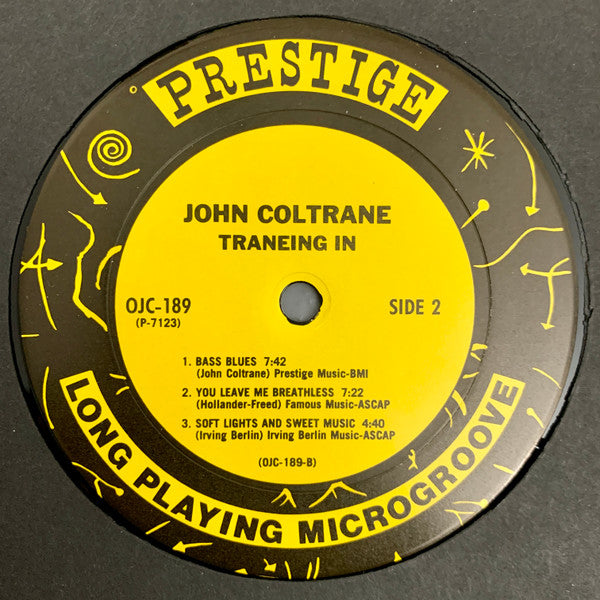 PRESTIGE
JOHN COLTRANE
TRANEING IN
OJC-189
(P-7123)
SIDE 2
1. BASS BLUES 7:42
(John Coltrane) Prestige Music-BMI
2. YOU LEAVE ME BREATHLESS 7:22
(Hollander-Freed) Famous Music-ASCAP
3. SOFT LIGHTS AND SWEET MUSIC 4:40
(Irving Berlin) Irving Berlin Music-ASCAP
(OJC-189-B)
LONG PLAYING MICROGROOVE